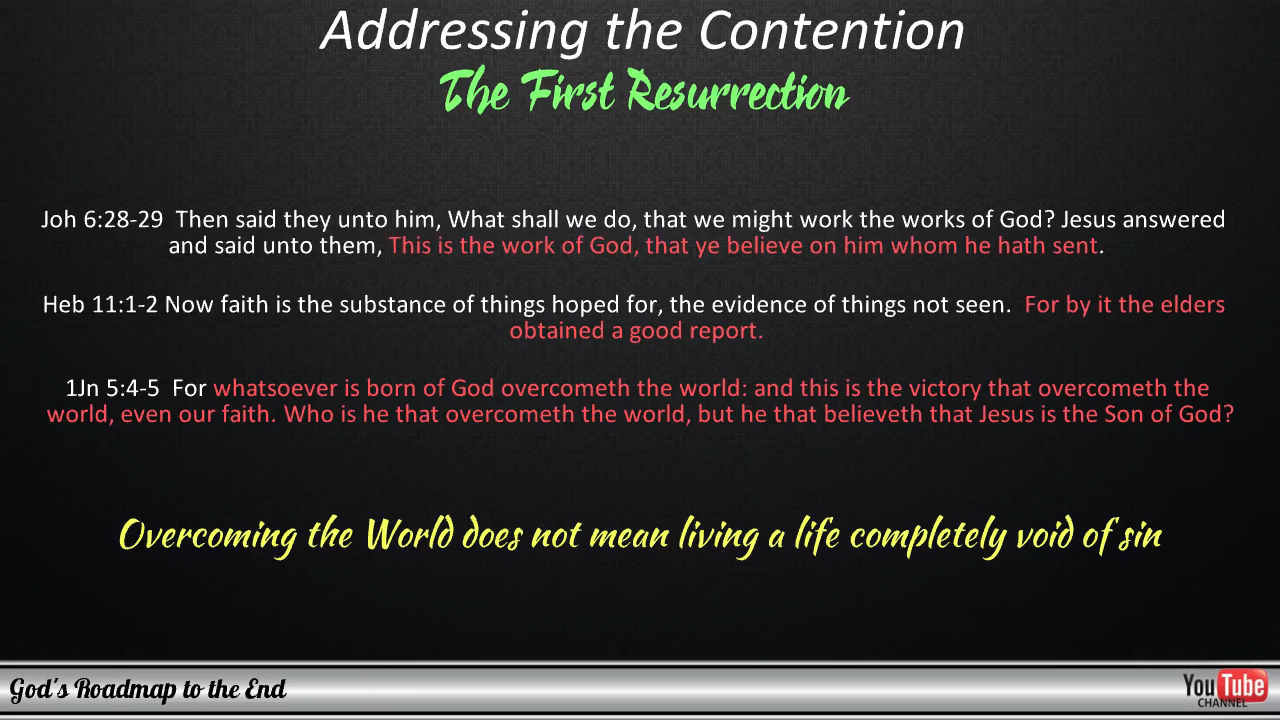 Addressing the Contention
The First Resurrection
Joh 6:28-29  Then said they unto him, What shall we do, that we might work the works of God? Jesus answered
and said unto them, This is the work of God, that ye believe on him whom he hath sent.
Heb 11:1-2 Now faith is the substance of things hoped for, the evidence of things not seen.  For by it the elders
obtained a good report.
1Jn 5:4-5  For whatsoever is born of God overcometh the world: and this is the victory that overcometh the
world, even our faith. Who is he that overcometh the world, but he that believeth that Jesus is the Son of God?
Overcoming the World does not mean living a life completely void of sin
God's Roadmap to the End
YouTube
CHANNEL